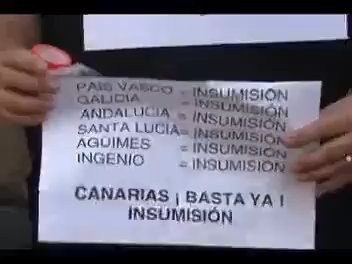 PAIS VASCO = INSUMISIÓN
GALICIA = INSUMISIÓN
ANDALUCIA = INSUMISIÓN
SANTA LUCIA= INSUMISIÓN
AGÜIMES = INSUMISIÓN
INGENIO = INSUMISIÓN
CANARIAS ¡ BASTA YA !
INSUMISIÓN